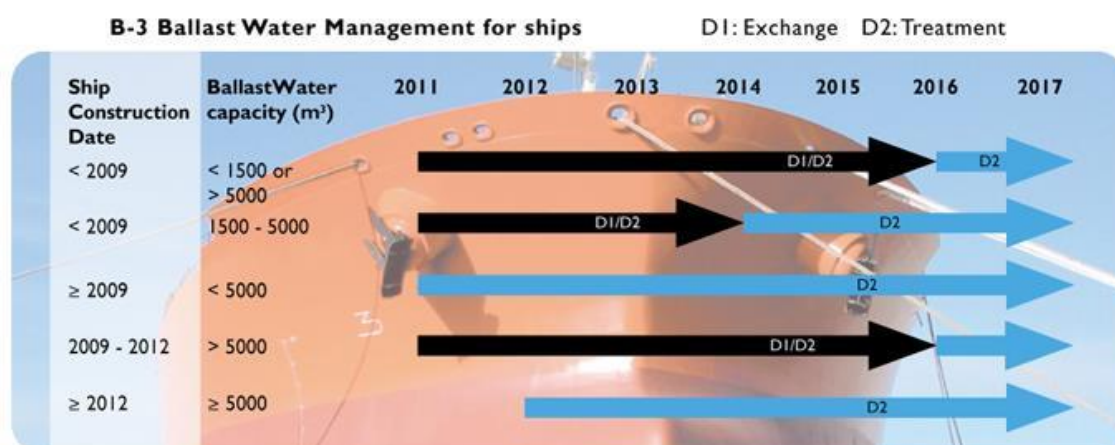 B-3 Ballast Water Management for ships D1: Exchange D2: Treatment
Ship Construction Date BallastWater capacity (m³) 2011 2012 2013 2014 2015 2016 2017
< 2009 < 1500 or > 5000 D1/D2 D2
< 2009 1500 - 5000 D1/D2 D2
≥ 2009 < 5000 D2
2009 - 2012 > 5000 D1/D2
≥ 2012 ≥ 5000 D2